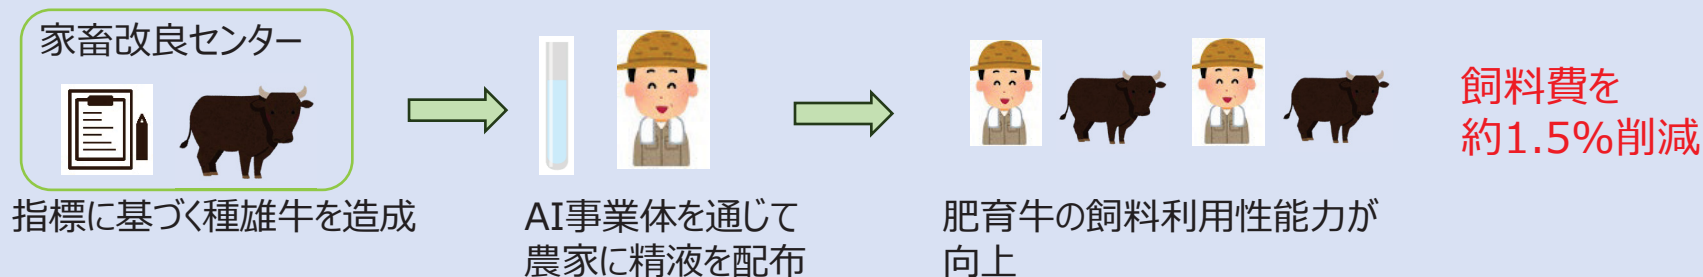 家畜改良センター
指標に基づく種雄牛を造成
AI事業体を通じて
農家に精液を配布
肥育牛の飼料利用性能力が
向上
飼料費を
約1.5%削減